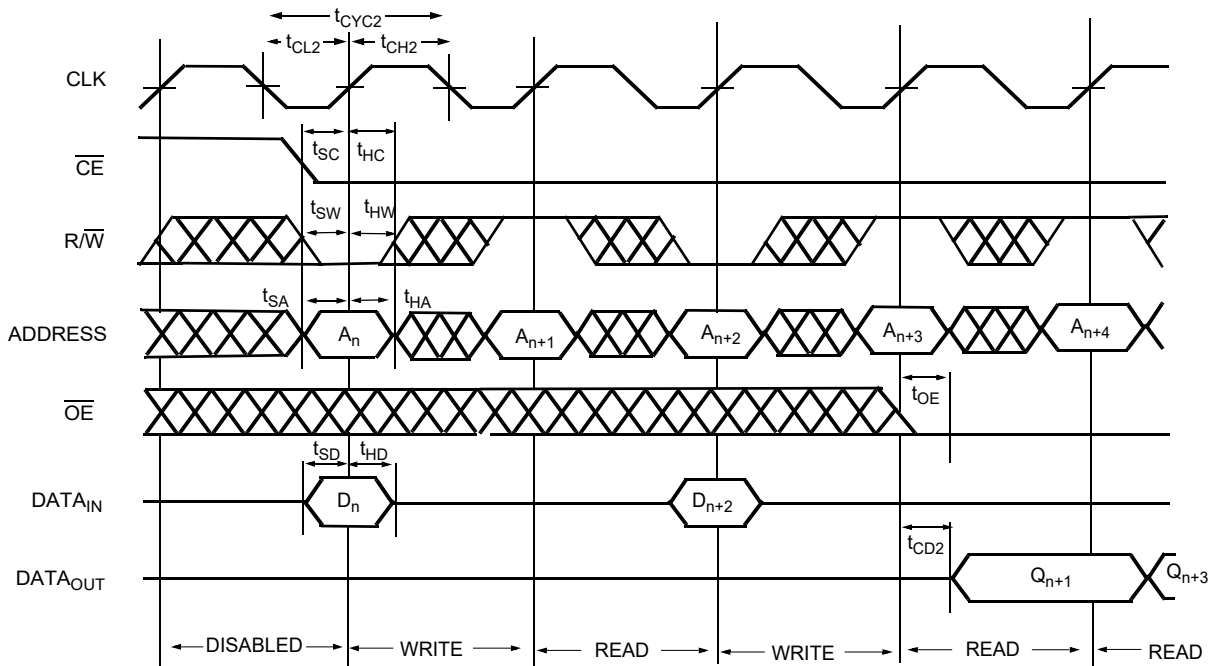 tCYC2
tCL2 tCH2
CLK
CE tSC tHC
R/W tSW tHW
tSA tHA
ADDRESS An An+1 An+2 An+3 An+4
OE tOE
tSD tHD
DATAIN Dn Dn+2
tCD2
DATAOUT Qn+1 Qn+3
DISABLED WRITE READ WRITE READ READ